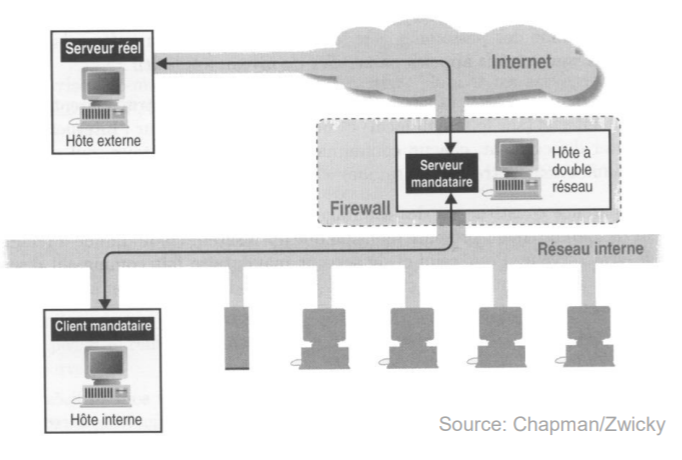 Serveur réel
Hôte externe
Internet
Serveur
mandataire
Hôte à
double
réseau
Firewall
Réseau interne
Client mandataire
Hôte interne
Source: Chapman/Zwicky